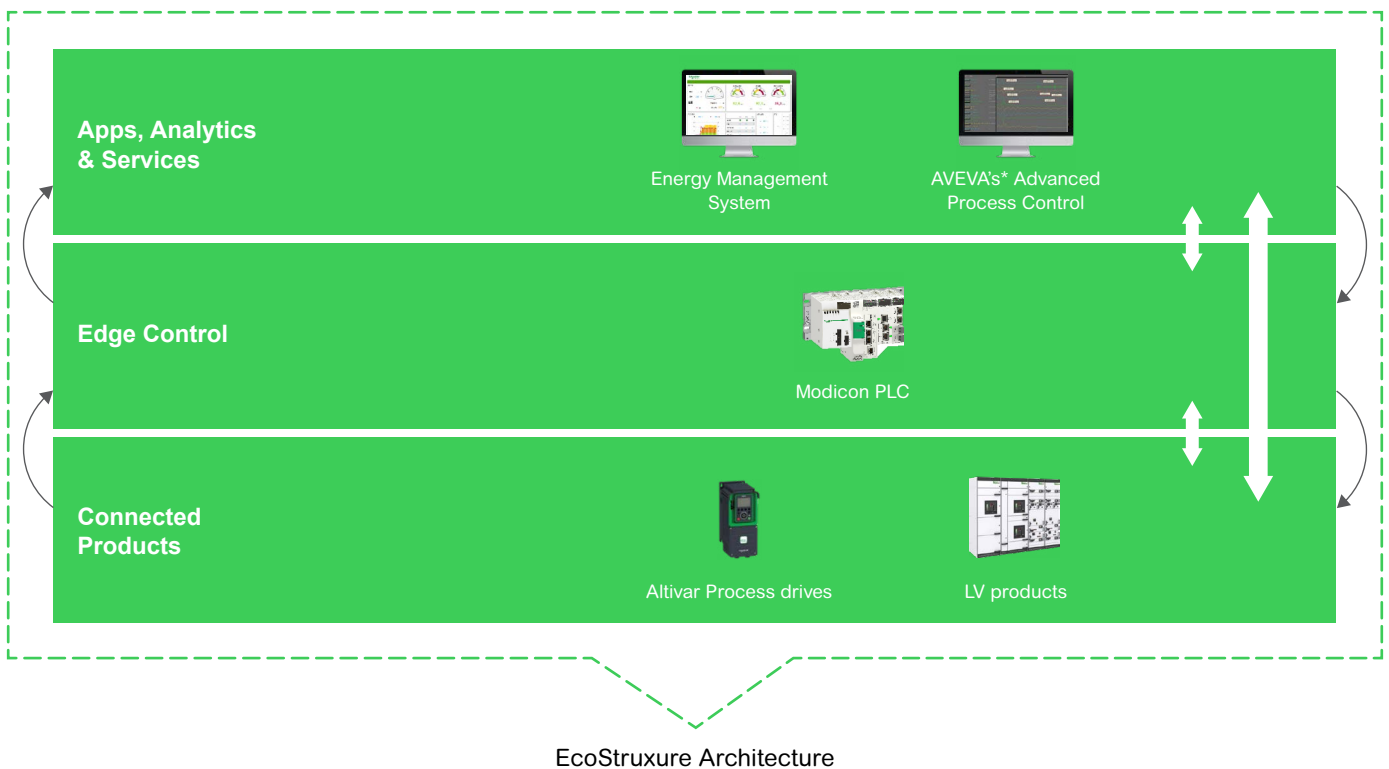 Apps, Analytics
& Services
Energy Management
System
AVEVA's* Advanced
Process Control
Edge Control
Modicon PLC
Connected
Products
Altivar Process drives
LV products
EcoStruxure Architecture